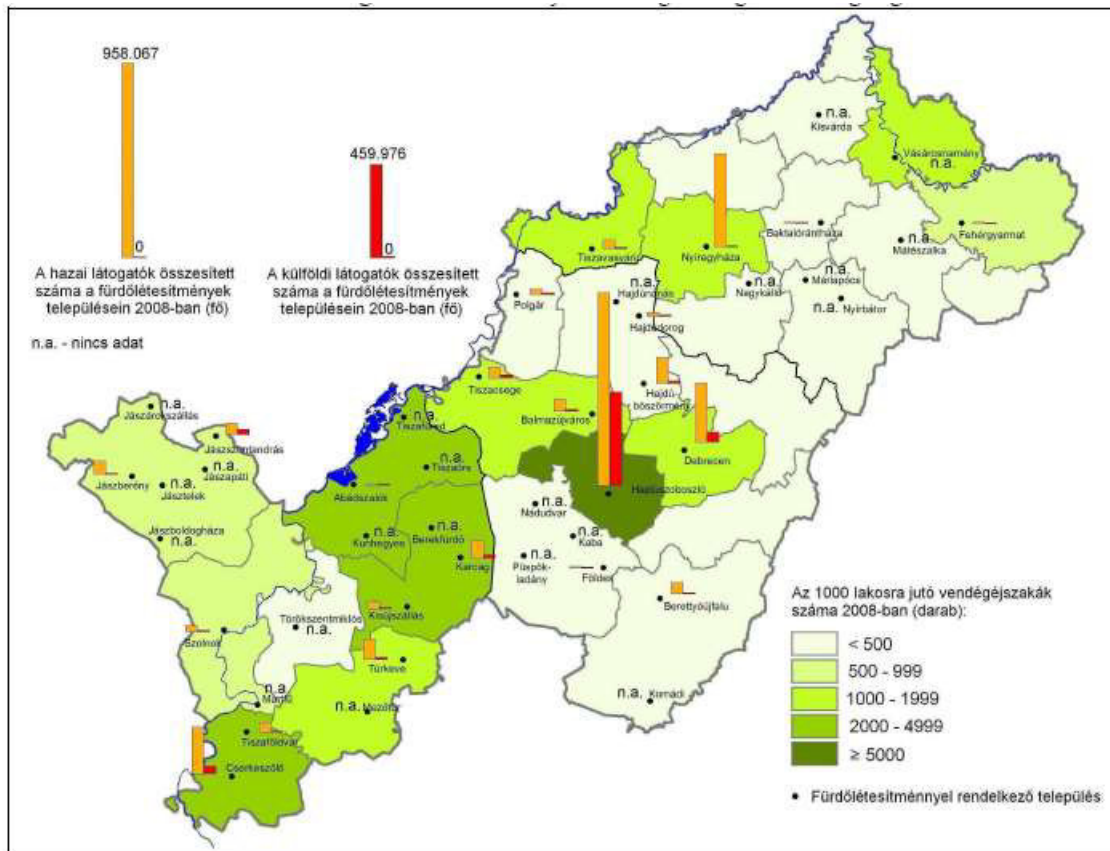 958.067
0
A hazai látogatók összesített
száma a fürdőlétesítmények
településein 2008-ban (fő)
459.976
0
A külföldi látogatók összesített
száma a fürdőlétesítmények
településein 2008-ban (fő)
n.a. - nincs adat
n.a.
Kisvárda
Vásárosnamény
n.a.
Baktalórántháza
Fehérgyarmat
n.a.
Mátészalka
Tiszavasvári
Nyíregyháza
n.a.
Nagykálló
n.a.
Máriapócs
n.a.
Nyírbátor
Polgár
n.a.
Hajdúnánás
Hajdúdorog
Tiszacsege
Hajdú-
böszörmény
Balmazújváros
Debrecen
Hajdúszoboszló
n.a.
Jászárokszállás
Jászszentandrás
n.a.
Jászapáti
Jászberény
n.a.
Jásztelek
Jászboldogháza
n.a.
n.a.
Tiszafüred
n.a.
Tiszaörs
Abádszalók
n.a.
Kunhegyes
n.a.
Berekfürdő
Karcag
n.a.
Nádudvar
n.a.
Kaba
n.a.
Püspök-
ladány
Földes
Berettyóújfalu
n.a. Komádi
Kisújszállás
Törökszentmiklós
n.a.
Szolnok
Túrkeve
n.a.
Martfű
n.a. Mezőtúr
Tiszaföldvár
Cserkeszőlő
Az 1000 lakosra jutó vendégéjszakák
száma 2008-ban (darab):
< 500
500 - 999
1000 - 1999
2000 - 4999
≥ 5000
Fürdőlétesítménnyel rendelkező település